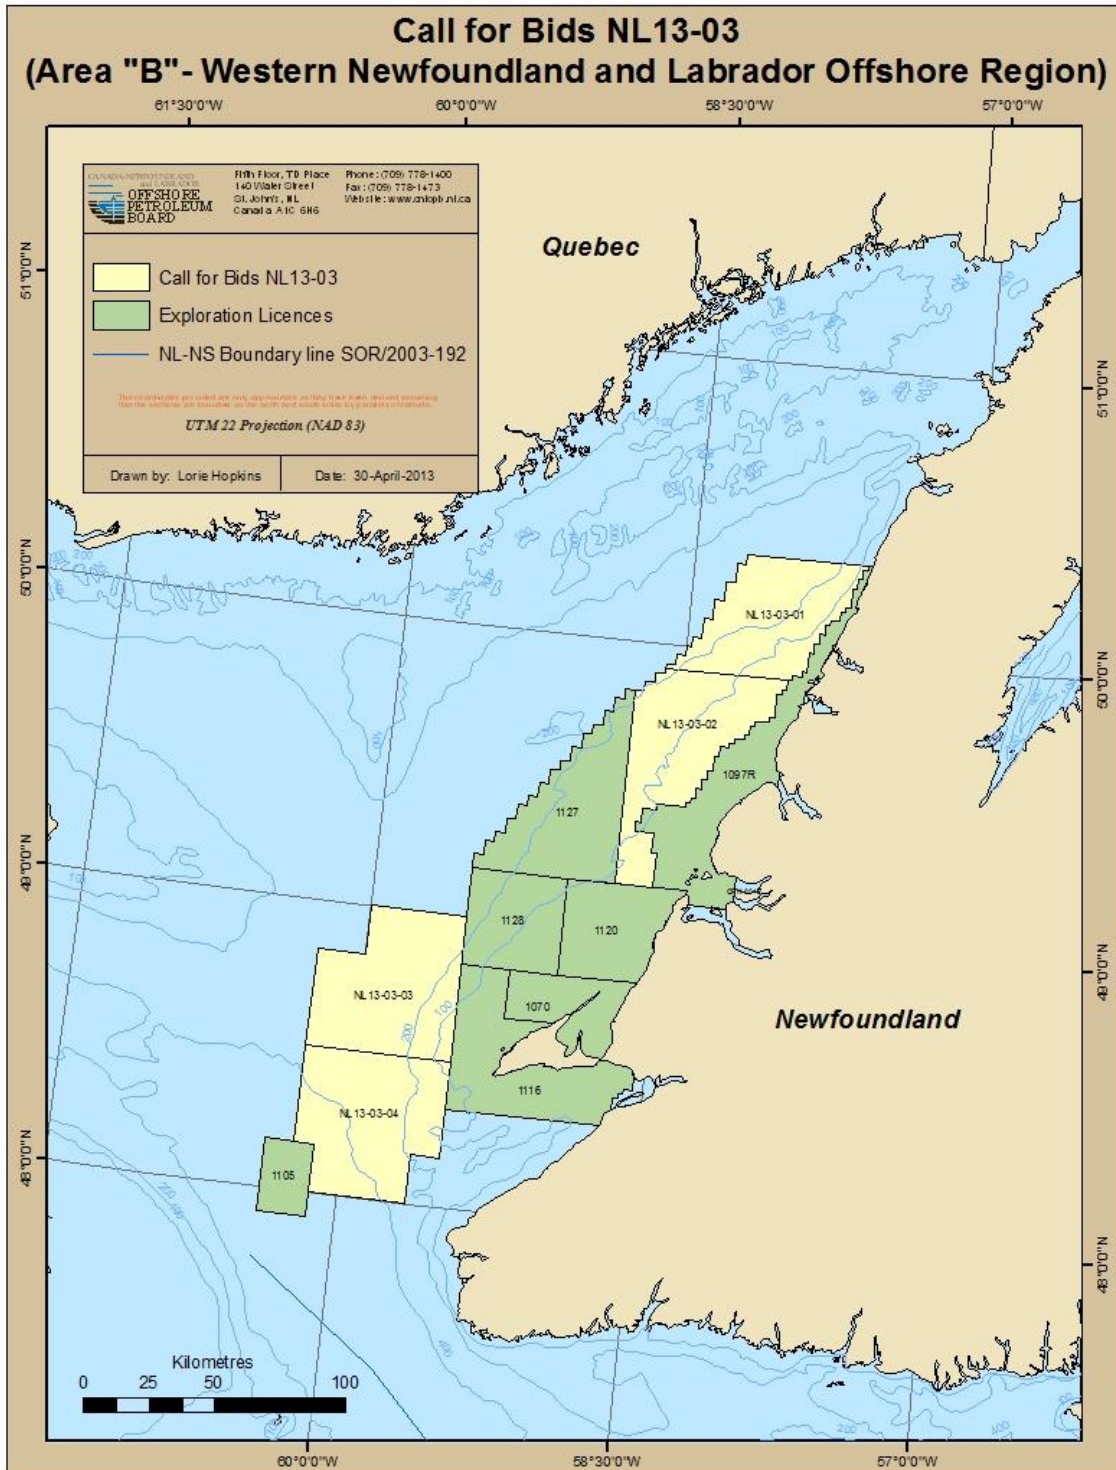 Call for Bids NL13-03
(Area "B"- Western Newfoundland and Labrador Offshore Region)
61°30'0"W
60°0'0"W
58°30'0"W
57°0'0"W
CANADA-NEWFOUNDLAND
and LABRADOR
OFFSHORE
PETROLEUM
BOARD
Fifth Floor, TD Place
140 Water Street
St. John's, NL
Canada A1C 6H6
Phone: (709) 778-1400
Fax: (709) 778-1473
Website: www.cnlopb.nl.ca
Call for Bids NL13-03
Exploration Licences
NL-NS Boundary line SOR/2003-192
UTM 22 Projection (NAD 83)
Drawn by: Lorie Hopkins
Date: 30-April-2013
Quebec
51°0'0"N
51°0'0"N
50°0'0"N
50°0'0"N
NL13-03-01
NL13-03-02
1097R
1127
49°0'0"N
49°0'0"N
1128
1120
NL13-03-03
200
100
1070
Newfoundland
1116
NL13-03-04
48°0'0"N
48°0'0"N
1105
Kilometres
0 25 50 100
60°0'0"W
58°30'0"W
57°0'0"W